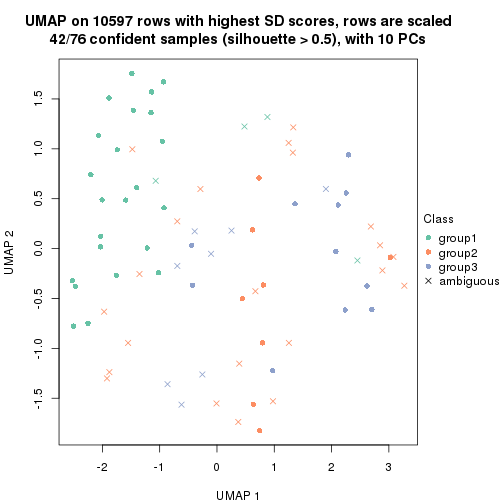 UMAP on 10597 rows with highest SD scores, rows are scaled
42/76 confident samples (silhouette > 0.5), with 10 PCs
UMAP 2
1.5
1.0
0.5
0.0
-0.5
-1.0
-1.5
-2
-1
0
1
2
3
UMAP 1
Class
group1
group2
group3
ambiguous